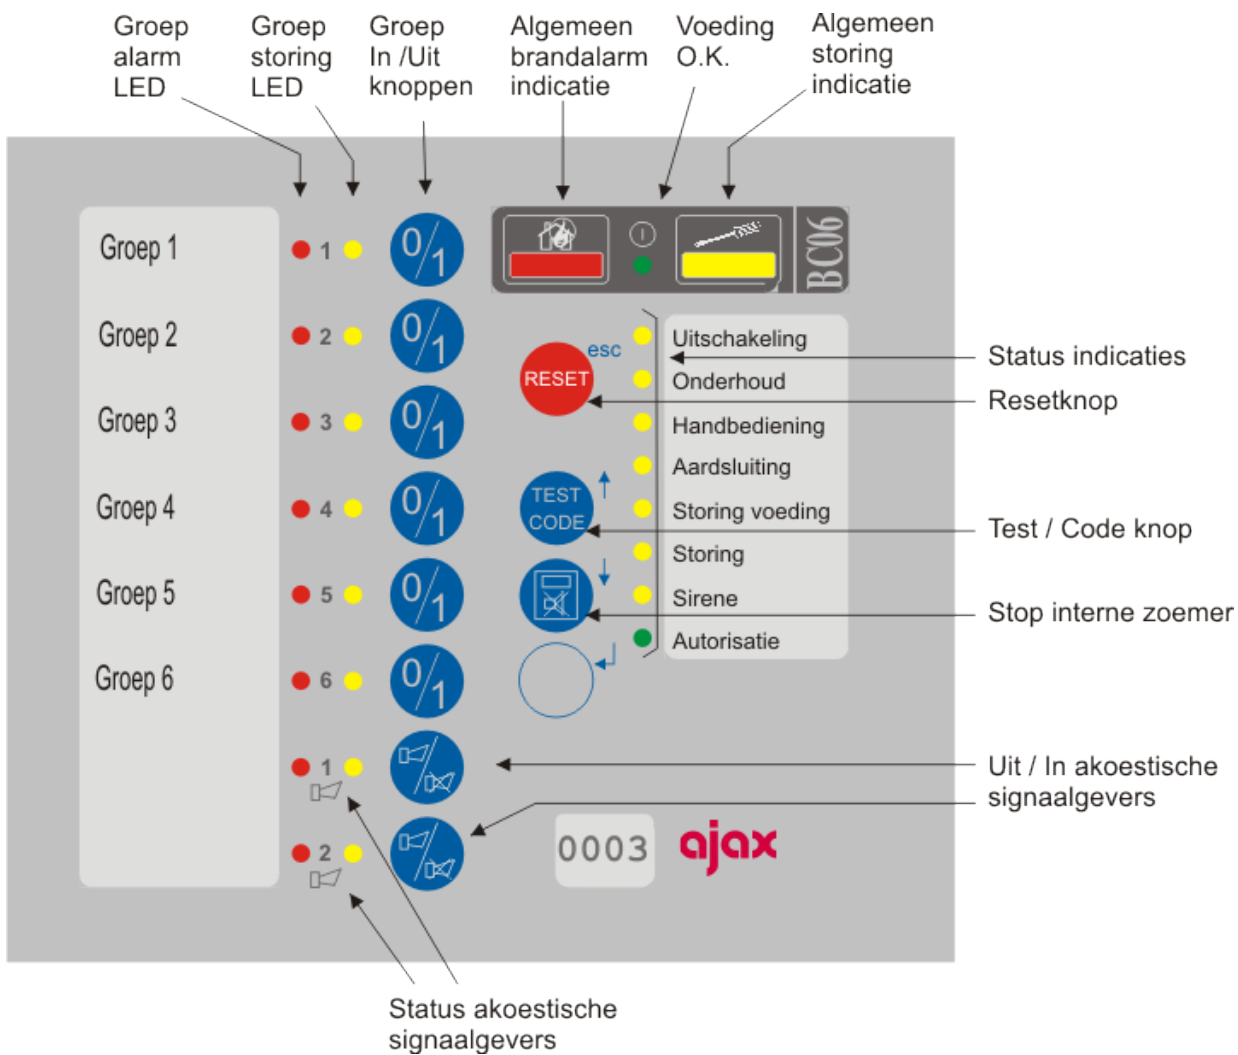 Groep
alarm
LED
Groep
storing
LED
Groep
In /Uit
knoppen
Algemeen
brandalarm
indicatie
Voeding
O.K.
Algemeen
storing
indicatie
Groep 1
1
0/1
BC06
Groep 2
2
0/1
Groep 3
3
0/1
Groep 4
4
0/1
Groep 5
5
0/1
Groep 6
6
0/1
1
2
esc
RESET
TEST
CODE
Uitschakeling
Onderhoud
Handbediening
Aardsluiting
Storing voeding
Storing
Sirene
Autorisatie
Status indicaties
Resetknop
Test / Code knop
Stop interne zoemer
Uit / In akoestische
signaalgevers
0003
ajax
Status akoestische
signaalgevers